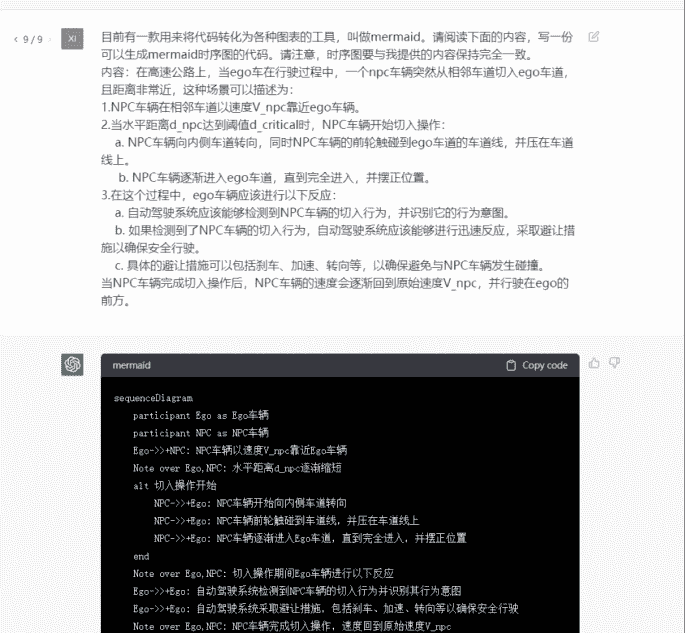 < 9/9 >
XI
目前有一款用来将代码转化为各种图表的工具，叫做mermaid。请阅读下面的内容，写一份
可以生成mermaid时序图的代码。请注意，时序图要与我提供的内容保持完全一致。
内容：在高速公路上，当ego车在行驶过程中，一个npc车辆突然从相邻车道切入ego车道，
且距离非常近，这种场景可以描述为：
1.NPC车辆在相邻车道以速度V_npc靠近ego车辆。
2.当水平距离d_npc达到阈值d_critical时，NPC车辆开始切入操作：
a. NPC车辆向内侧车道转向，同时NPC车辆的前轮触碰到ego车道的车道线，并压在车道
线上。
b. NPC车辆逐渐进入ego车道，直到完全进入，并摆正位置。
3.在这个过程中，ego车辆应该进行以下反应：
a. 自动驾驶系统应该能够检测到NPC车辆的切入行为，并识别它的行为意图。
b. 如果检测到了NPC车辆的切入行为，自动驾驶系统应该能够进行迅速反应，采取避让措
施以确保安全行驶。
c. 具体的避让措施可以包括刹车、加速、转向等，以确保避免与NPC车辆发生碰撞。
当NPC车辆完成切入操作后，NPC车辆的速度会逐渐回到原始速度V_npc，并行驶在ego的
前方。
mermaid
Copy code
sequenceDiagram
participant Ego as Ego车辆
participant NPC as NPC车辆
Ego->>+NPC: NPC车辆以速度V_npc靠近Ego车辆
Note over Ego,NPC: 水平距离d_npc逐渐缩短
alt 切入操作开始
NPC->>+Ego: NPC车辆开始向内侧车道转向
NPC->>+Ego: NPC车辆前轮触碰到车道线，并压在车道线上
NPC->>+Ego: NPC车辆逐渐进入Ego车道，直到完全进入，并摆正位置
end
Note over Ego,NPC: 切入操作期间Ego车辆进行以下反应
Ego->>+Ego: 自动驾驶系统检测到NPC车辆的切入行为并识别其行为意图
Ego->>+Ego: 自动驾驶系统采取避让措施，包括刹车、加速、转向等以确保安全行驶
Note over Ego,NPC: NPC车辆完成切入操作，速度回到原始速度V_npc